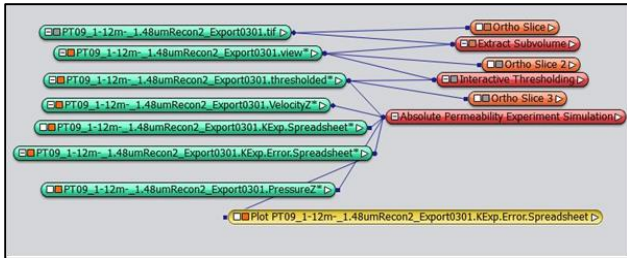 PT09_1-12m-_1.48umRecon2_Export0301.tif
Ortho Slice
Extract Subvolume
PT09_1-12m-_1.48umRecon2_Export0301.view*
Ortho Slice 2
PT09_1-12m-_1.48umRecon2_Export0301.thresholded*
Interactive Thresholding
Ortho Slice 3
PT09_1-12m-_1.48umRecon2_Export0301.VelocityZ*
Absolute Permeability Experiment Simulation
PT09_1-12m-_1.48umRecon2_Export0301.KExp.Spreadsheet*
PT09_1-12m-_1.48umRecon2_Export0301.KExp.Error.Spreadsheet*
PT09_1-12m-_1.48umRecon2_Export0301.PressureZ*
Plot PT09_1-12m-_1.48umRecon2_Export0301.KExp.Error.Spreadsheet